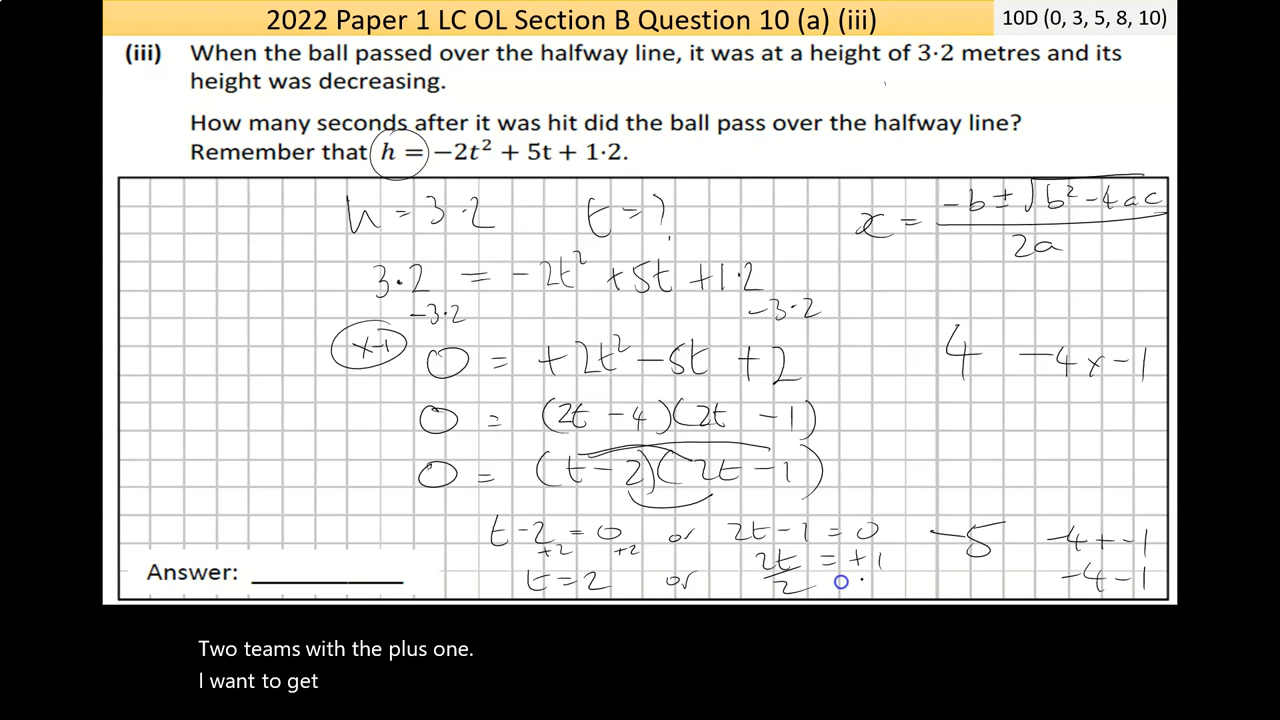 2022 Paper 1 LC OL Section B Question 10 (a) (iii)
10D (0, 3, 5, 8, 10)
(iii) When the ball passed over the halfway line, it was at a height of 3·2 metres and its
height was decreasing.
How many seconds after it was hit did the ball pass over the halfway line?
Remember that h = −2t² + 5t + 1·2.
h = 3·2 t = ?
x = (-b ± √(b² - 4ac)) / 2a
3·2 = -2t² + 5t + 1·2
-3·2 -3·2
x-1 0 = +2t² - 5t + 2
4 -4 x -1
0 = (2t - 4)(2t - 1)
0 = (t - 2)(2t - 1)
t - 2 = 0 or 2t - 1 = 0
-5 -4 + -1
+2 +2
2t = +1
t = 2 or 2
-4 - 1
Answer: ____________
Two teams with the plus one.
I want to get